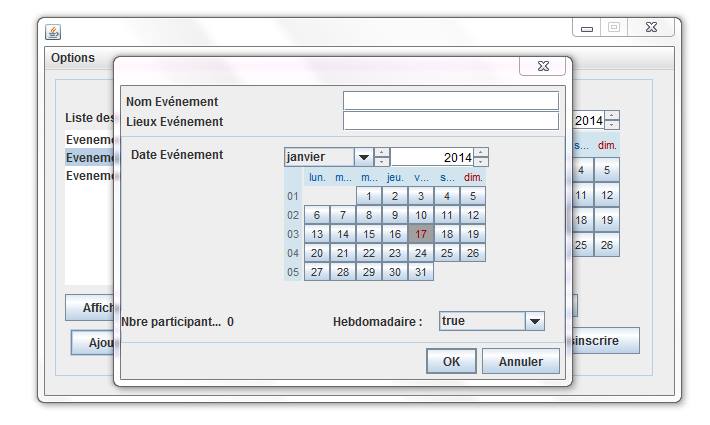 Options
Nom Evénement
Lieux Evénement
Liste des
2014
Evenem
Evenem
Evenem
Date Evénement
janvier 2014
lun. m... m... jeu. v... s... dim.
01 1 2 3 4 5
02 6 7 8 9 10 11 12
03 13 14 15 16 17 18 19
04 20 21 22 23 24 25 26
05 27 28 29 30 31
s... dim.
4 5
11 12
18 19
25 26
Affich
Nbre participant... 0 Hebdomadaire : true
Ajou
sinscrire
OK Annuler